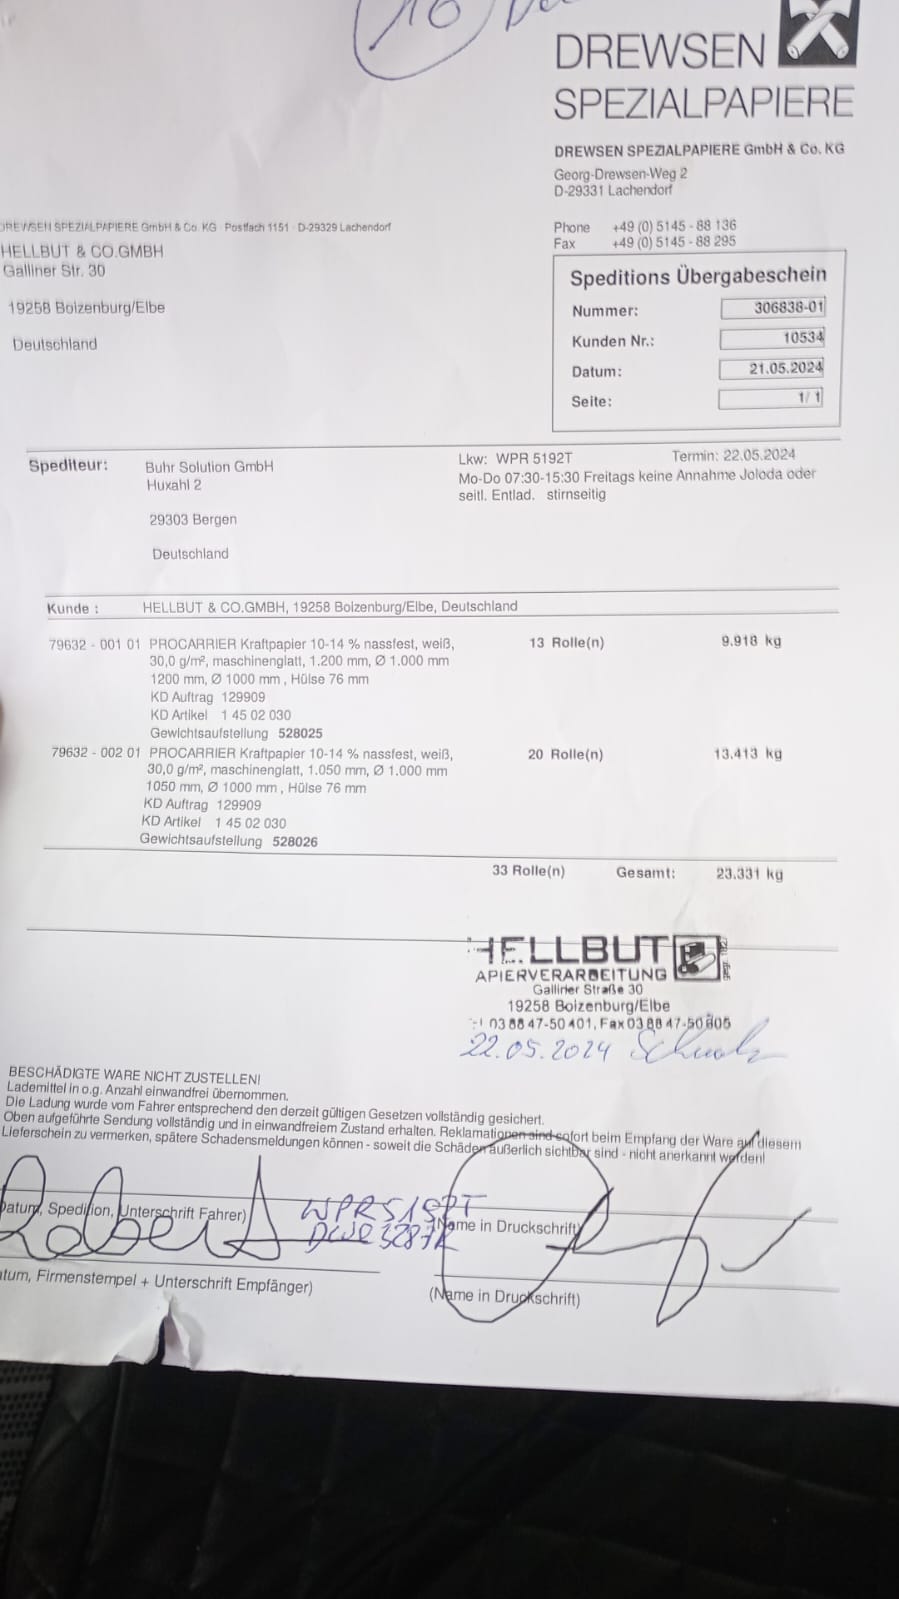 16
DREWSEN
SPEZIALPAPIERE
DREWSEN SPEZIALPAPIERE GmbH & Co. KG
Georg-Drewsen-Weg 2
D-29331 Lachendorf
Phone +49 (0) 5145 - 88 136
Fax +49 (0) 5145 - 88 295
DREWSEN SPEZIALPAPIERE GmbH & Co. KG · Postfach 1151 · D-29329 Lachendorf
HELLBUT & CO.GMBH
Galliner Str. 30
19258 Boizenburg/Elbe
Deutschland
Speditions Übergabeschein
Nummer: 306838-01
Kunden Nr.: 10534
Datum: 21.05.2024
Seite: 1/ 1
Spediteur: Buhr Solution GmbH
Huxahl 2
29303 Bergen
Deutschland
Lkw: WPR 5192T Termin: 22.05.2024
Mo-Do 07:30-15:30 Freitags keine Annahme Joloda oder
seitl. Entlad. stirnseitig
Kunde : HELLBUT & CO.GMBH, 19258 Boizenburg/Elbe, Deutschland
79632 - 001 01 PROCARRIER Kraftpapier 10-14 % nassfest, weiß, 13 Rolle(n) 9.918 kg
30,0 g/m², maschinenglatt, 1.200 mm, Ø 1.000 mm
1200 mm, Ø 1000 mm , Hülse 76 mm
KD Auftrag 129909
KD Artikel 1 45 02 030
Gewichtsaufstellung 528025
79632 - 002 01 PROCARRIER Kraftpapier 10-14 % nassfest, weiß, 20 Rolle(n) 13.413 kg
30,0 g/m², maschinenglatt, 1.050 mm, Ø 1.000 mm
1050 mm, Ø 1000 mm , Hülse 76 mm
KD Auftrag 129909
KD Artikel 1 45 02 030
Gewichtsaufstellung 528026
33 Rolle(n) Gesamt: 23.331 kg
HELLBUT
APIERVERARBEITUNG
Galliner Straße 30
19258 Boizenburg/Elbe
03 88 47-50 401, Fax 03 88 47-50 805
22.05.2024
BESCHÄDIGTE WARE NICHT ZUSTELLEN!
Lademittel in o.g. Anzahl einwandfrei übernommen.
Die Ladung wurde vom Fahrer entsprechend den derzeit gültigen Gesetzen vollständig gesichert.
Oben aufgeführte Sendung vollständig und in einwandfreiem Zustand erhalten. Reklamationen sind sofort beim Empfang der Ware auf diesem
Lieferschein zu vermerken, spätere Schadensmeldungen können - soweit die Schäden äußerlich sichtbar sind - nicht anerkannt werden!
Datum, Spedition, Unterschrift Fahrer) WPR5192T (Name in Druckschrift)
atum, Firmenstempel + Unterschrift Empfänger) (Name in Druckschrift)